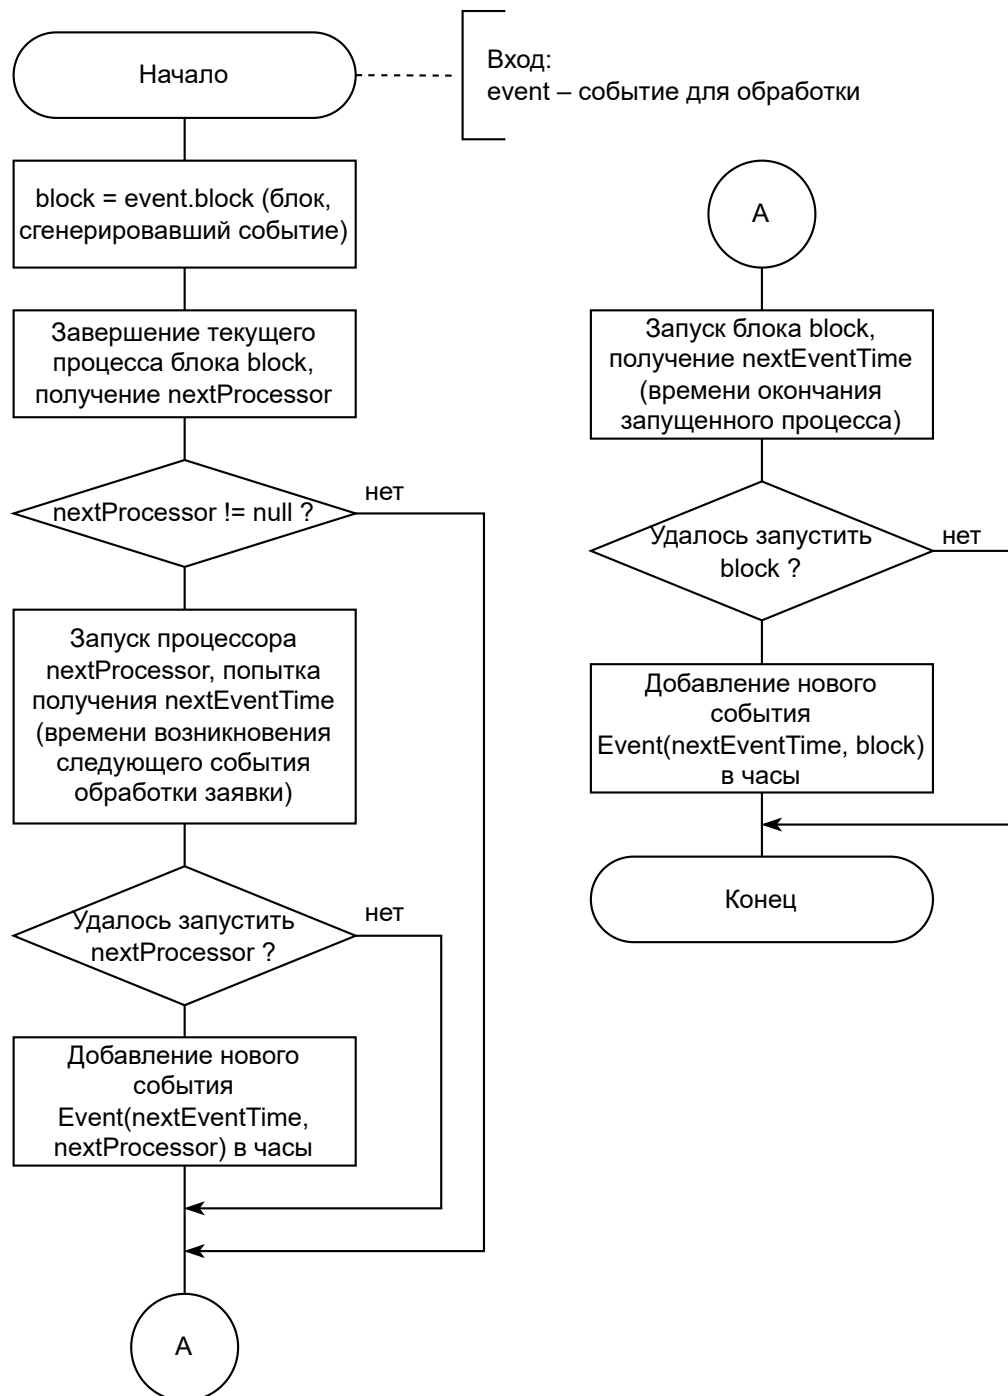 Начало
Вход:
event – событие для обработки
block = event.block (блок,
сгенерировавший событие)
Завершение текущего
процесса блока block,
получение nextProcessor
nextProcessor != null ?
нет
Запуск процессора
nextProcessor, попытка
получения nextEventTime
(времени возникновения
следующего события
обработки заявки)
Удалось запустить
nextProcessor ?
нет
Добавление нового
события
Event(nextEventTime,
nextProcessor) в часы
А
А
Запуск блока block,
получение nextEventTime
(времени окончания
запущенного процесса)
Удалось запустить
block ?
нет
Добавление нового
события
Event(nextEventTime, block)
в часы
Конец